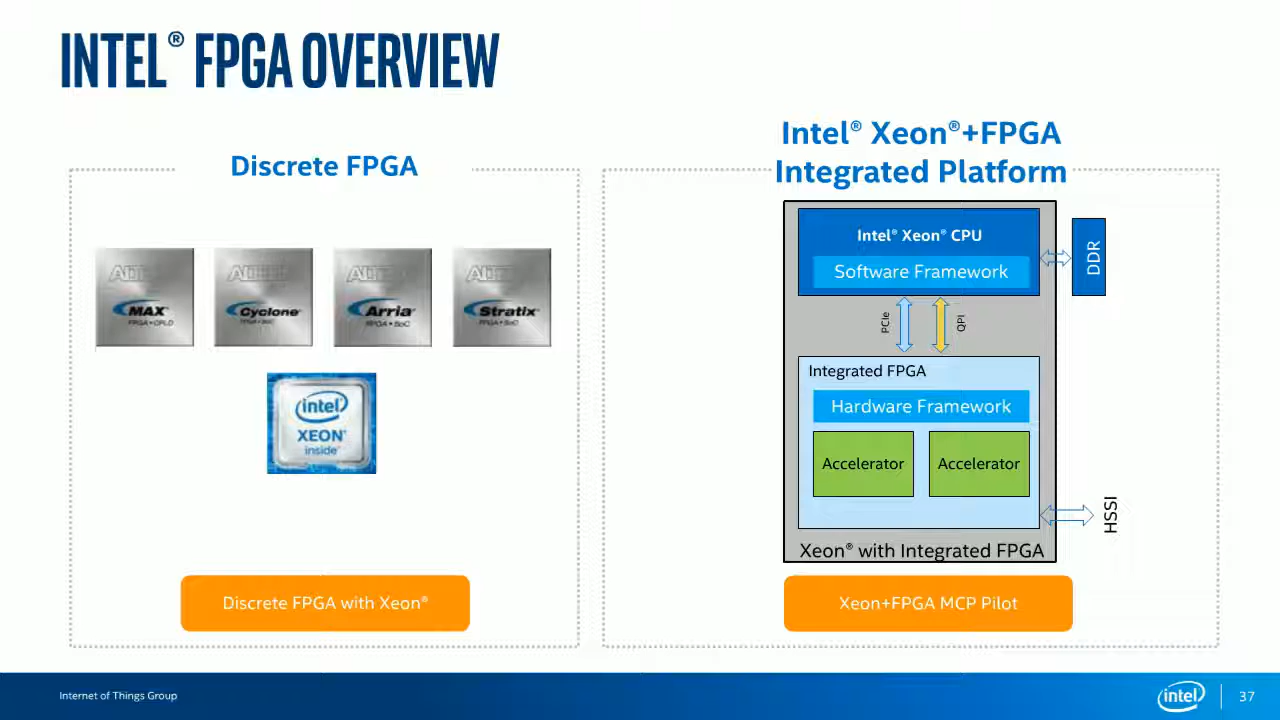 INTEL® FPGA OVERVIEW
Discrete FPGA
MAX
FPGA • CPLD
Cyclone
FPGA • SoC
Arria
FPGA • SoC
Stratix
FPGA • SoC
intel
XEON
inside
Discrete FPGA with Xeon®
Intel® Xeon®+FPGA
Integrated Platform
Intel® Xeon® CPU
Software Framework
DDR
PCIe
QPI
Integrated FPGA
Hardware Framework
Accelerator
Accelerator
HSSI
Xeon® with Integrated FPGA
Xeon+FPGA MCP Pilot
Internet of Things Group
intel
37